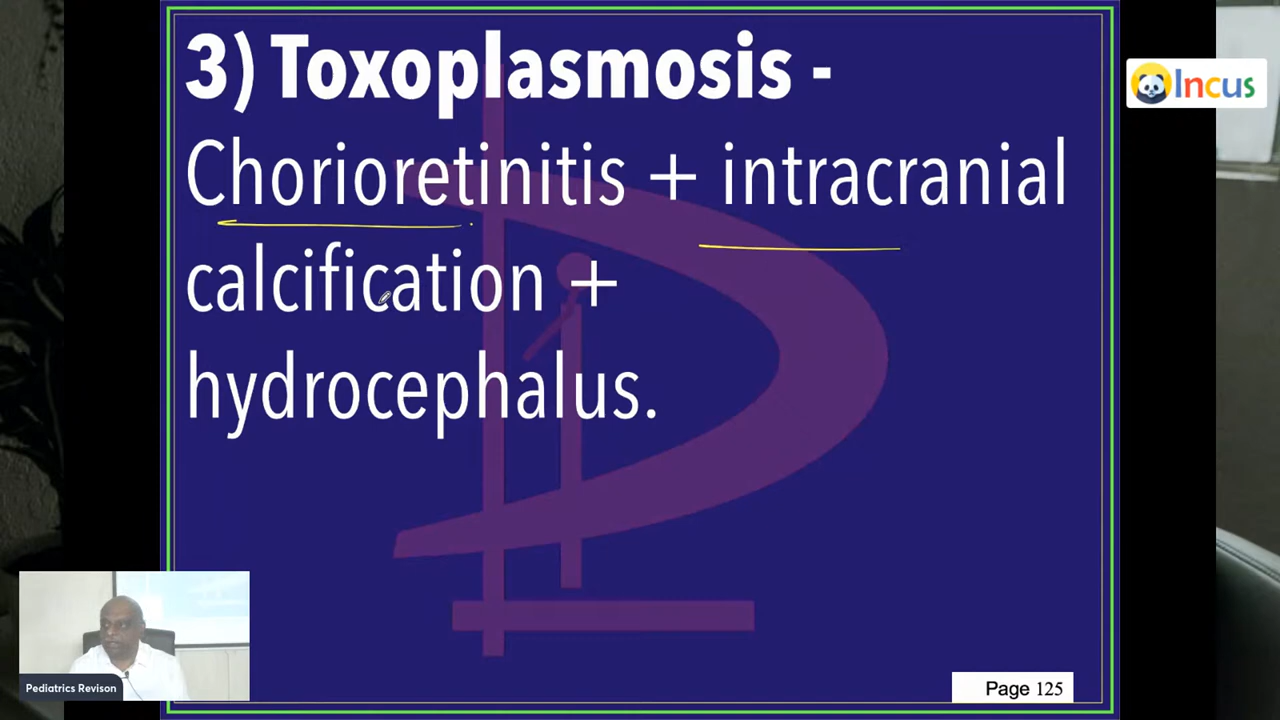 3) Toxoplasmosis -
Chorioretinitis + intracranial
calcification +
hydrocephalus.
Incus
Pediatrics Revison
Page 125